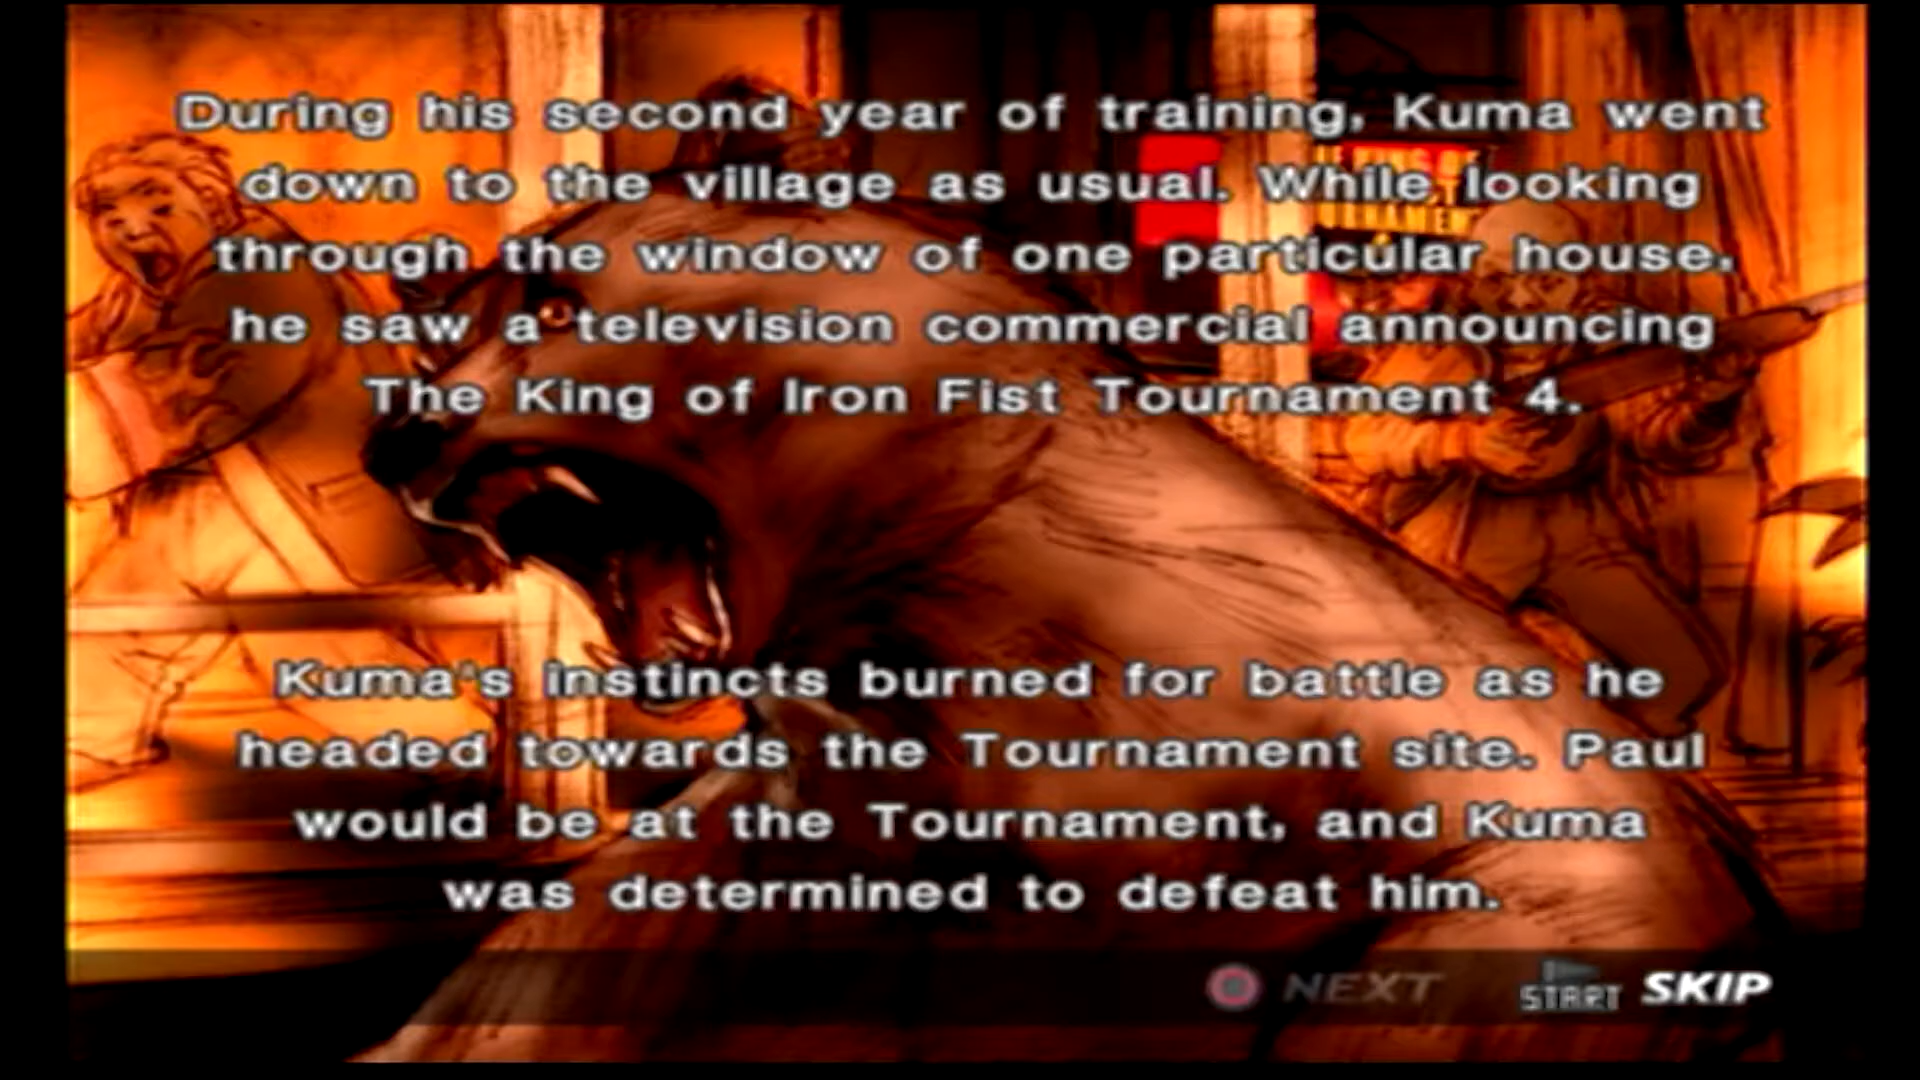 During his second year of training, Kuma went
down to the village as usual. While looking
through the window of one particular house,
he saw a television commercial announcing
The King of Iron Fist Tournament 4.
Kuma's instincts burned for battle as he
headed towards the Tournament site. Paul
would be at the Tournament, and Kuma
was determined to defeat him.
NEXT START SKIP